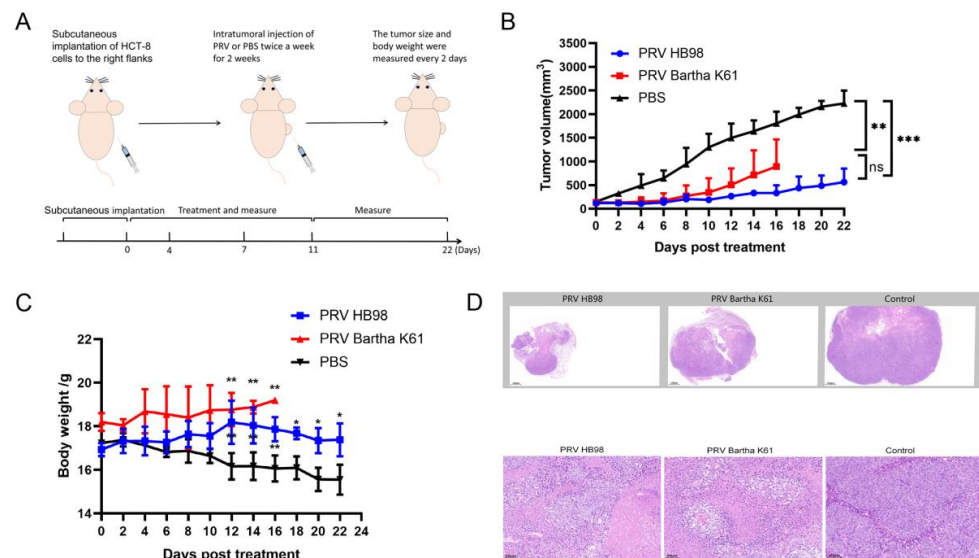 A
Subcutaneous
implantation of HCT-8
cells to the right flanks
Intratumoral injection of
PRV or PBS twice a week
for 2 weeks
The tumor size and
body weight were
measured every 2 days
Subcutaneous implantation
Treatment and measure
Measure
0 4 7 11 22 (Days)
B
PRV HB98
PRV Bartha K61
PBS
Tumor volume(mm³)
3500
3000
2500
2000
1500
1000
500
0
** *** ns
0 2 4 6 8 10 12 14 16 18 20 22
Days post treatment
C
PRV HB98
PRV Bartha K61
PBS
Body weight /g
22
20
18
16
14
** ** **
** ** ** * * *
0 2 4 6 8 10 12 14 16 18 20 22 24
Days post treatment
D
PRV HB98 PRV Bartha K61 Control
PRV HB98 PRV Bartha K61 Control